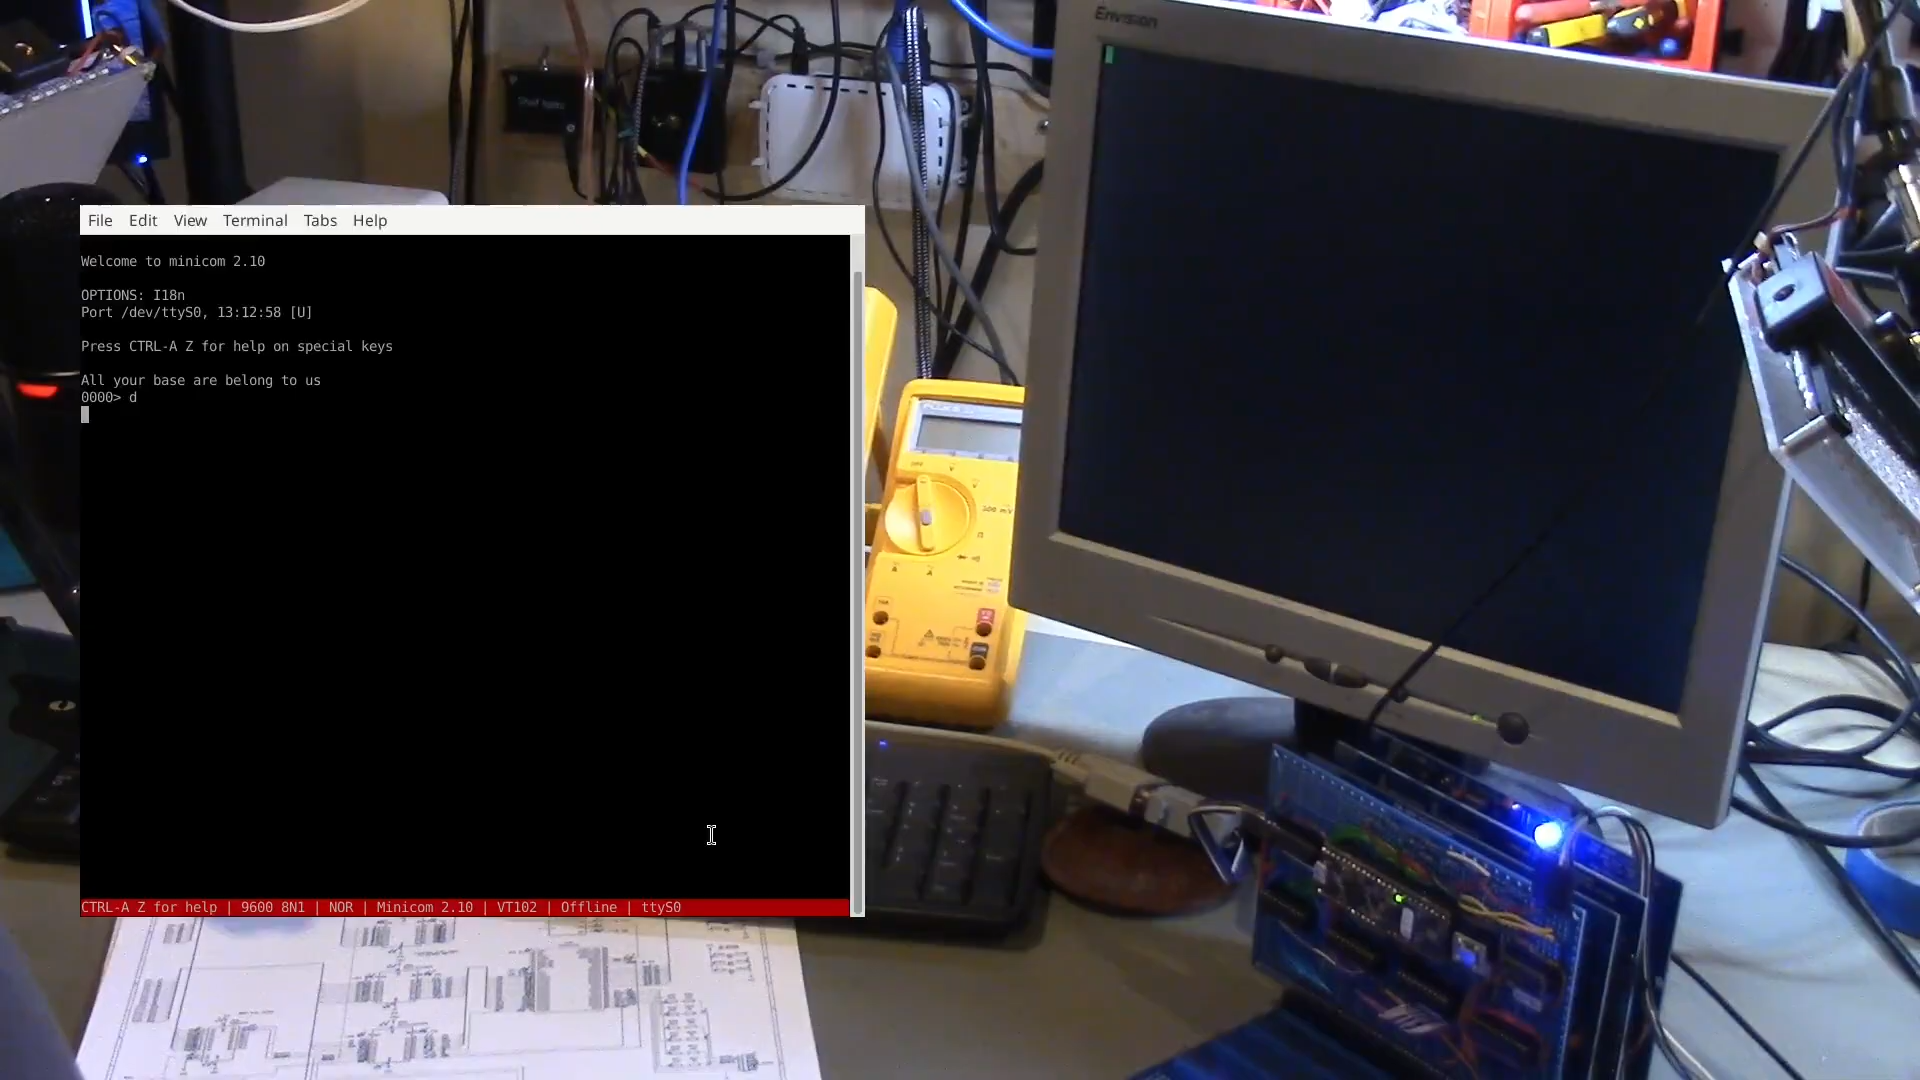 File Edit View Terminal Tabs Help
Welcome to minicom 2.10
OPTIONS: I18n
Port /dev/ttyS0, 13:12:58 [U]
Press CTRL-A Z for help on special keys
All your base are belong to us
0000> d
CTRL-A Z for help | 9600 8N1 | NOR | Minicom 2.10 | VT102 | Offline | ttyS0
Envision
FLUKE